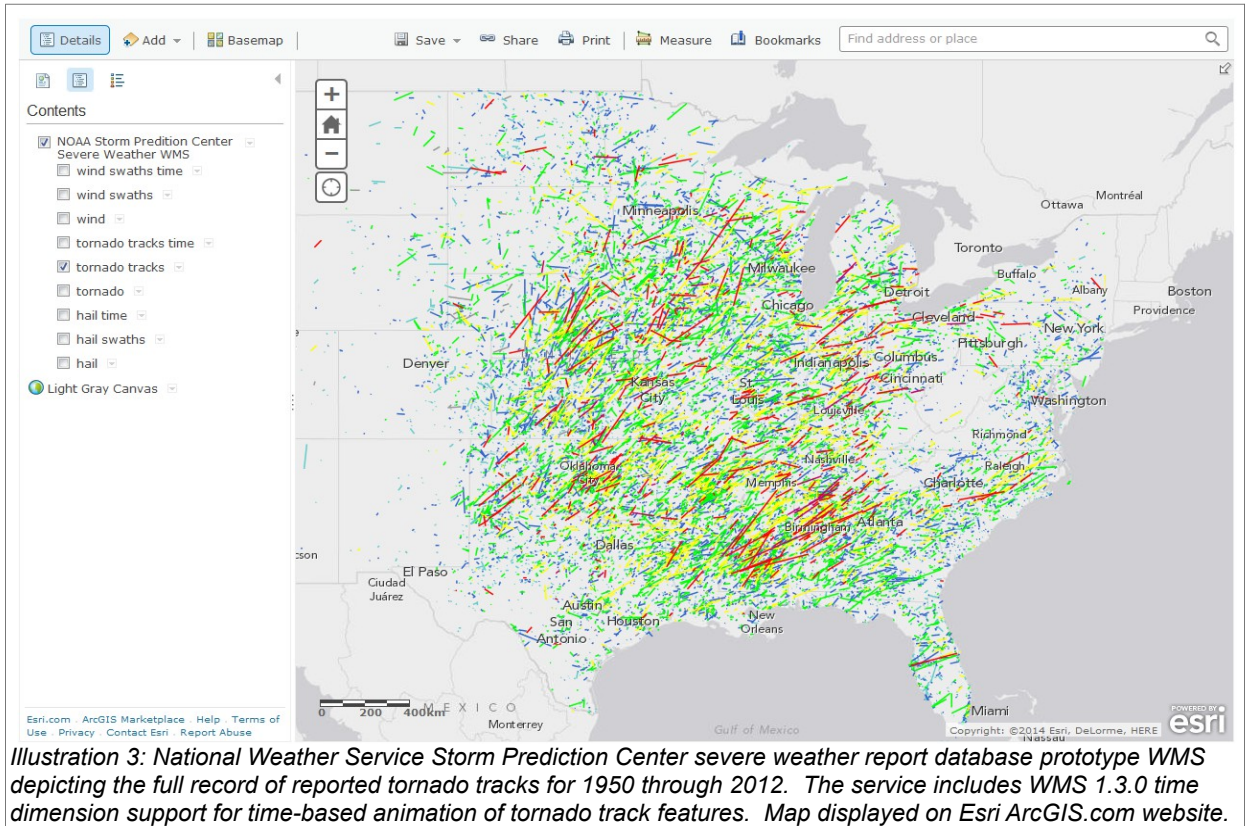 Details
Add
Basemap
Save
Share
Print
Measure
Bookmarks
Find address or place
Contents
NOAA Storm Predition Center
Severe Weather WMS
wind swaths time
wind swaths
wind
tornado tracks time
tornado tracks
tornado
hail time
hail swaths
hail
Light Gray Canvas
Esri.com . ArcGIS Marketplace . Help . Terms of
Use . Privacy . Contact Esri . Report Abuse
Montréal
Ottawa
Minneapolis
Toronto
Milwaukee
Buffalo
Detroit
Albany
Boston
Chicago
Providence
Cleveland
New York
Denver
Pittsburgh
Indianapolis
Columbus
Kansas
City
St.
Louis
Cincinnati
Washington
Louisville
Richmond
Oklahoma
City
Nashville
Raleigh
Memphis
Charlotte
Birmingham
Atlanta
Dallas
cson
El Paso
Ciudad
Juárez
Austin
San
Antonio
Houston
New
Orleans
0 200 400km
MEXICO
Monterrey
Gulf of Mexico
Miami
Nassau
Copyright: ©2014 Esri, DeLorme, HERE
POWERED BY
esri
Illustration 3: National Weather Service Storm Prediction Center severe weather report database prototype WMS
depicting the full record of reported tornado tracks for 1950 through 2012. The service includes WMS 1.3.0 time
dimension support for time-based animation of tornado track features. Map displayed on Esri ArcGIS.com website.